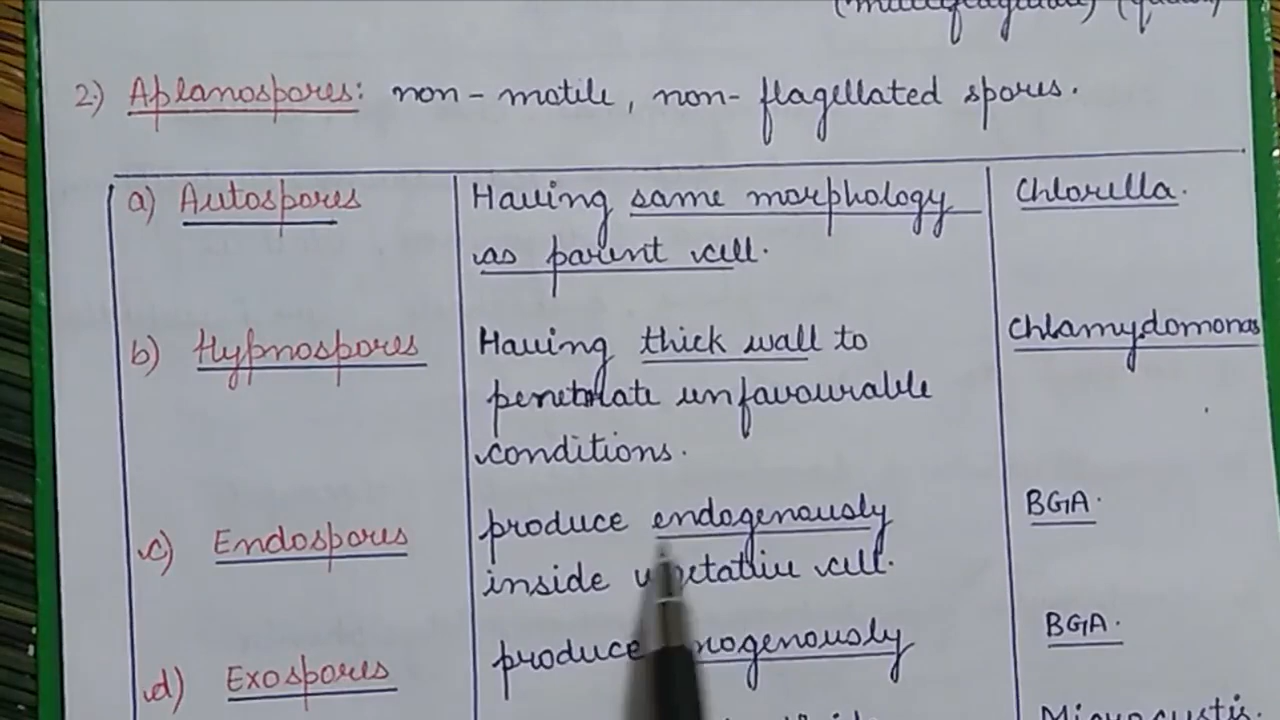 2.) Aplanospores: non-motile, non-flagellated spores.
a) Autospores Having same morphology Chlorella.
as parent cell.
b) Hypnospores Having thick wall to Chlamydomonas
penetrate unfavourable
conditions.
c) Endospores produce endogenously BGA.
inside cell.
d) Exospores produce BGA.